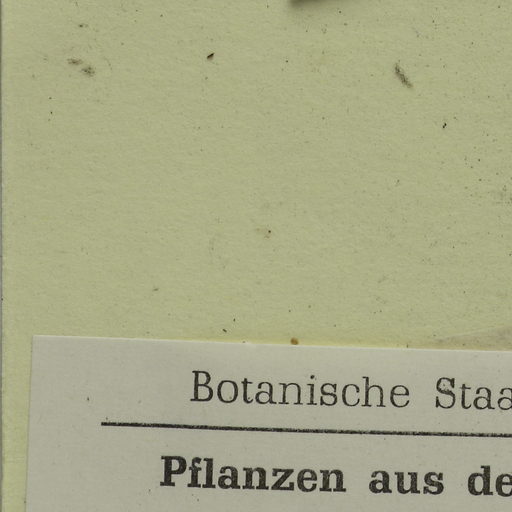 Botanische Staa
Pflanzen aus de